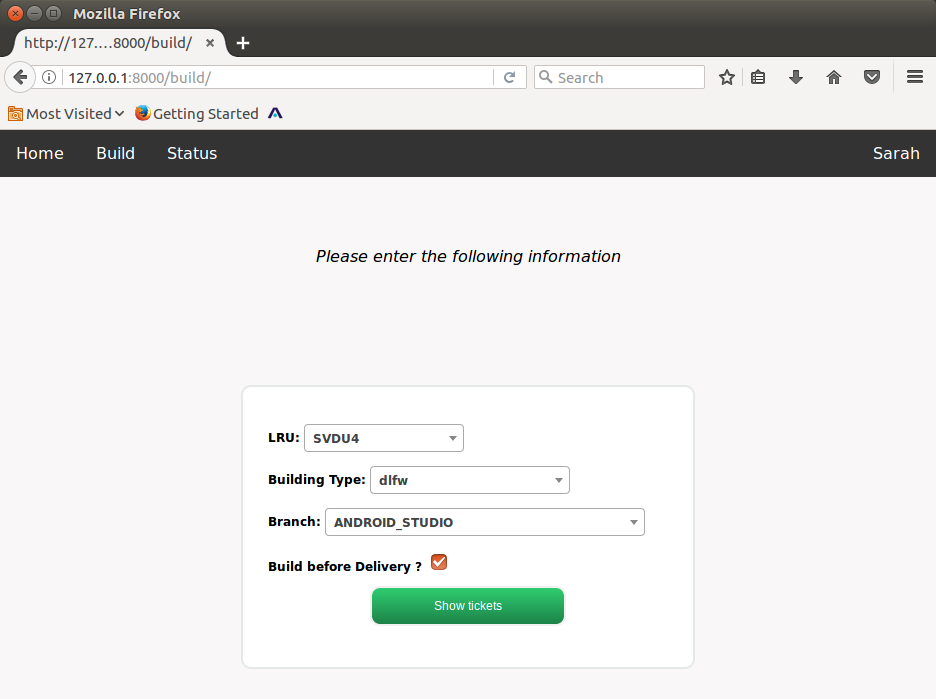 Mozilla Firefox
http://127....8000/build/
127.0.0.1:8000/build/
Search
Most Visited
Getting Started
Home Build Status Sarah
Please enter the following information
LRU: SVDU4
Building Type: dlfw
Branch: ANDROID_STUDIO
Build before Delivery ?
Show tickets